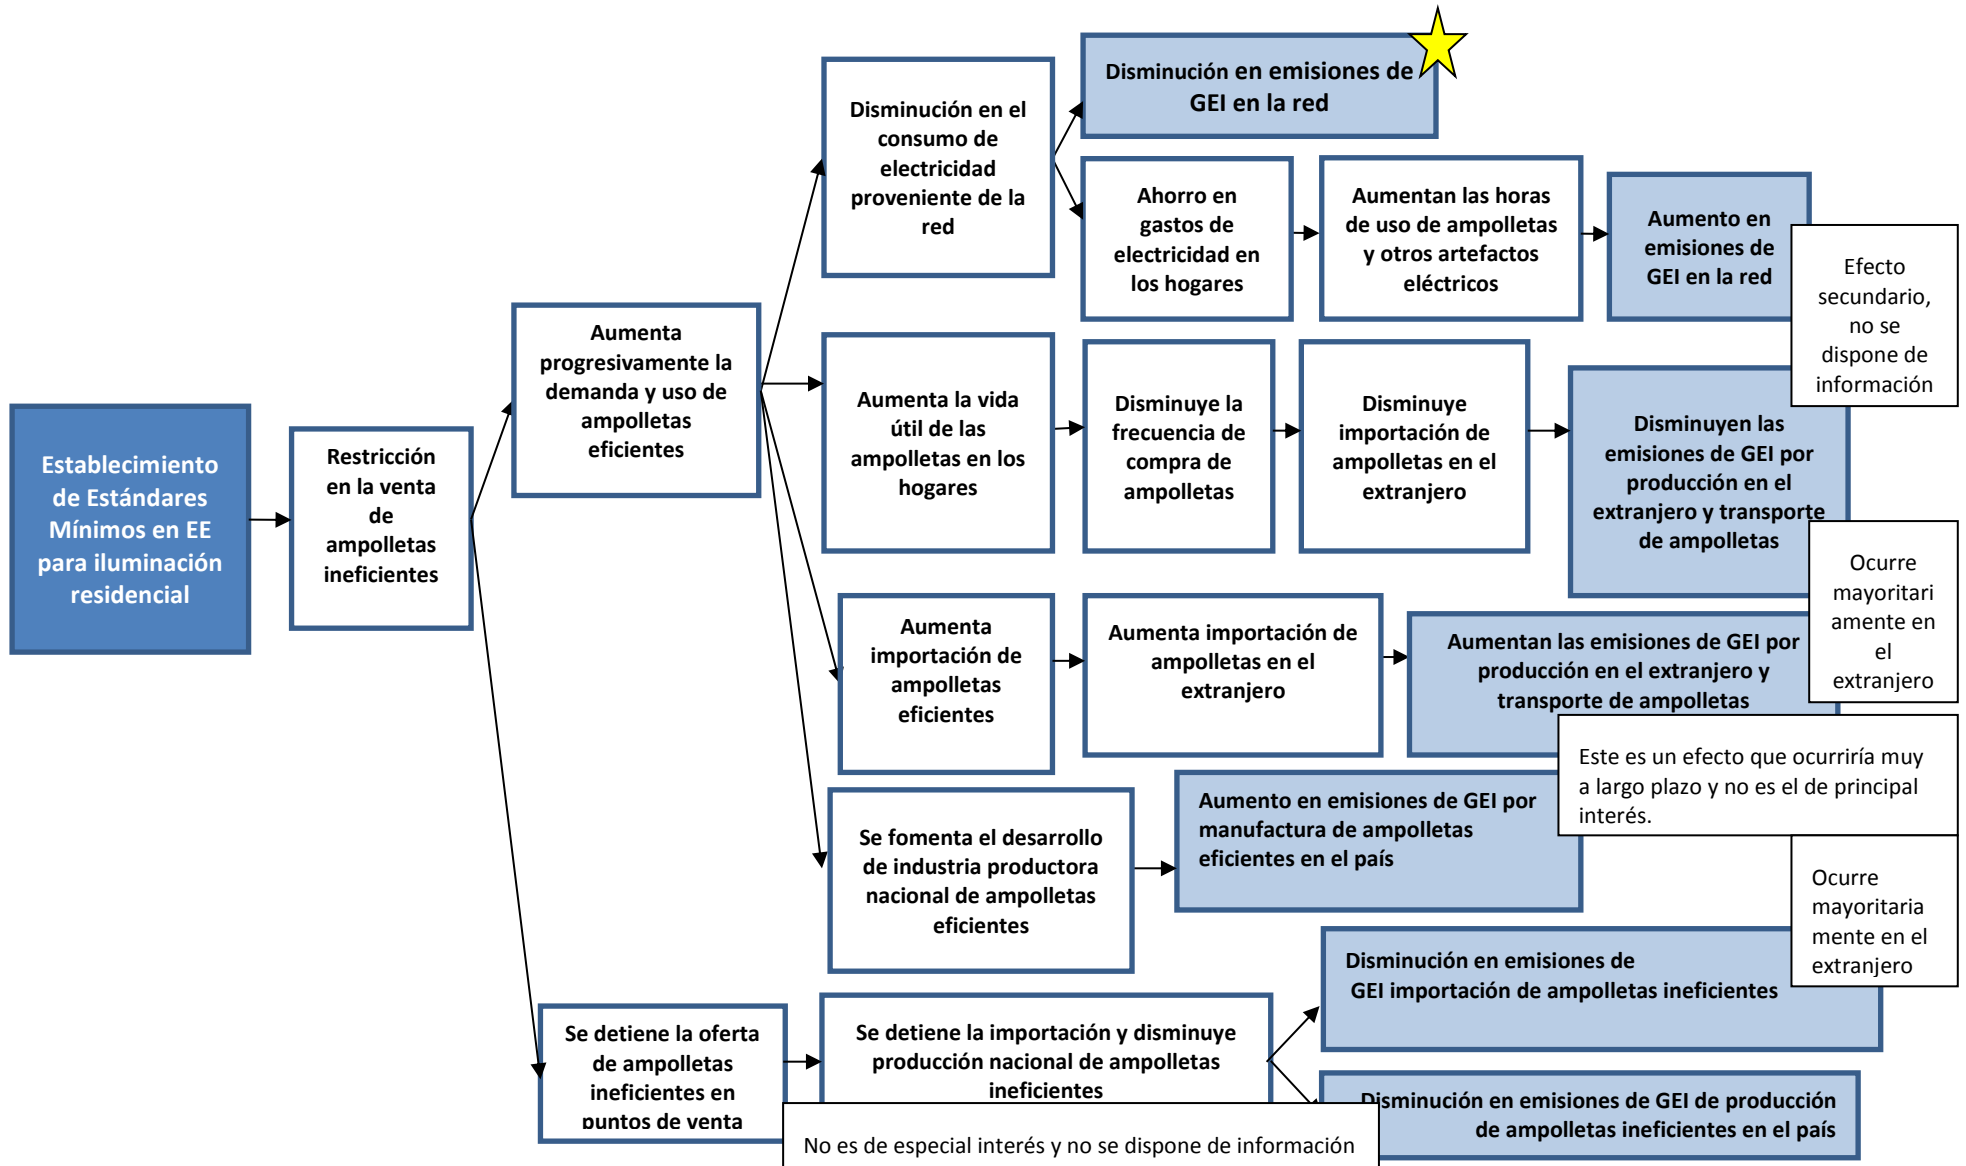 Establecimiento
de Estándares
Mínimos en EE
para iluminación
residencial
Restricción
en la venta
de
ampolletas
ineficientes
Aumenta
progresivamente la
demanda y uso de
ampolletas
eficientes
Disminución en el
consumo de
electricidad
proveniente de la
red
Disminución en emisiones de
GEI en la red
Ahorro en
gastos de
electricidad en
los hogares
Aumentan las horas
de uso de ampolletas
y otros artefactos
eléctricos
Aumento en
emisiones de
GEI en la red
Efecto
secundario,
no se
dispone de
información
Aumenta la vida
útil de las
ampolletas en los
hogares
Disminuye la
frecuencia de
compra de
ampolletas
Disminuye
importación de
ampolletas en el
extranjero
Disminuyen las
emisiones de GEI por
producción en el
extranjero y transporte
de ampolletas
Ocurre
mayoritari
amente en
el
extranjero
Aumenta
importación de
ampolletas
eficientes
Aumenta importación de
ampolletas en el
extranjero
Aumentan las emisiones de GEI por
producción en el extranjero y
transporte de ampolletas
Este es un efecto que ocurriría muy
a largo plazo y no es el de principal
interés.
Se fomenta el desarrollo
de industria productora
nacional de ampolletas
eficientes
Aumento en emisiones de GEI por
manufactura de ampolletas
eficientes en el país
Ocurre
mayoritaria
mente en el
extranjero
Se detiene la oferta
de ampolletas
ineficientes en
puntos de venta
Se detiene la importación y disminuye
producción nacional de ampolletas
ineficientes
Disminución en emisiones de
GEI importación de ampolletas ineficientes
Disminución en emisiones de GEI de producción
de ampolletas ineficientes en el país
No es de especial interés y no se dispone de información